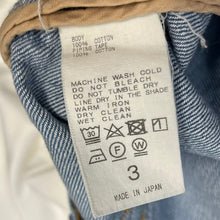 BODY
100% COTTON
PIPING TAPE
100% COTTON
MACHINE WASH COLD
DO NOT BLEACH
DO NOT TUMBLE DRY
LINE DRY IN THE SHADE
WARM IRON
DRY CLEAN
WET CLEAN
30
P W
3
MADE IN JAPAN